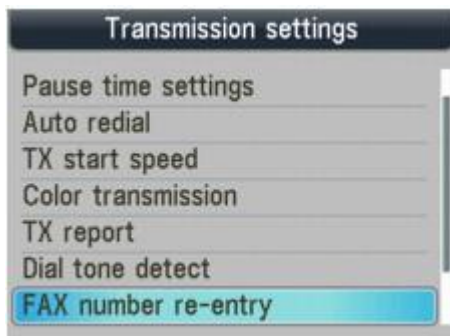 Transmission settings
Pause time settings
Auto redial
TX start speed
Color transmission
TX report
Dial tone detect
FAX number re-entry